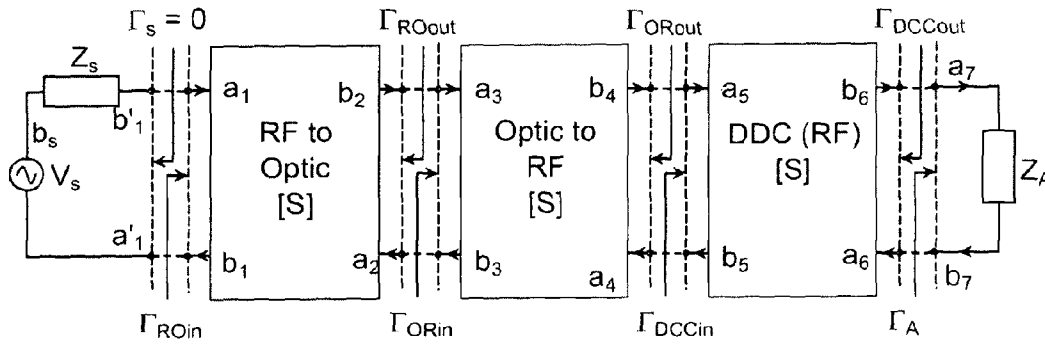 Γs = 0
ΓROout
ΓORout
ΓDCCout
Zs
a7
b'1
a1
b2
a3
b4
a5
b6
bs
RF to
Optic
[S]
Optic to
RF
[S]
DDC (RF)
[S]
Vs
ZA
a'1
b1
a2
b3
a4
b5
a6
b7
ΓROin
ΓORin
ΓDCCin
ΓA